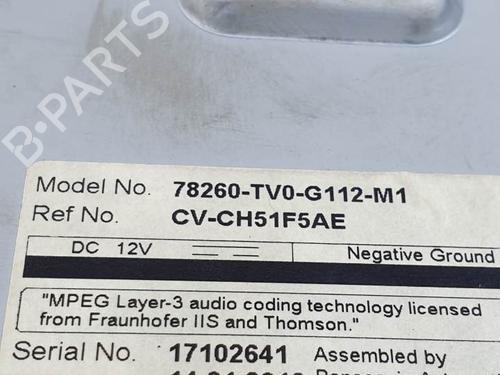 B-Parts
Model No. 78260-TV0-G112-M1
Ref No. CV-CH51F5AE
DC 12V Negative Ground
"MPEG Layer-3 audio coding technology licensed
from Fraunhofer IIS and Thomson."
Serial No. 17102641 Assembled by